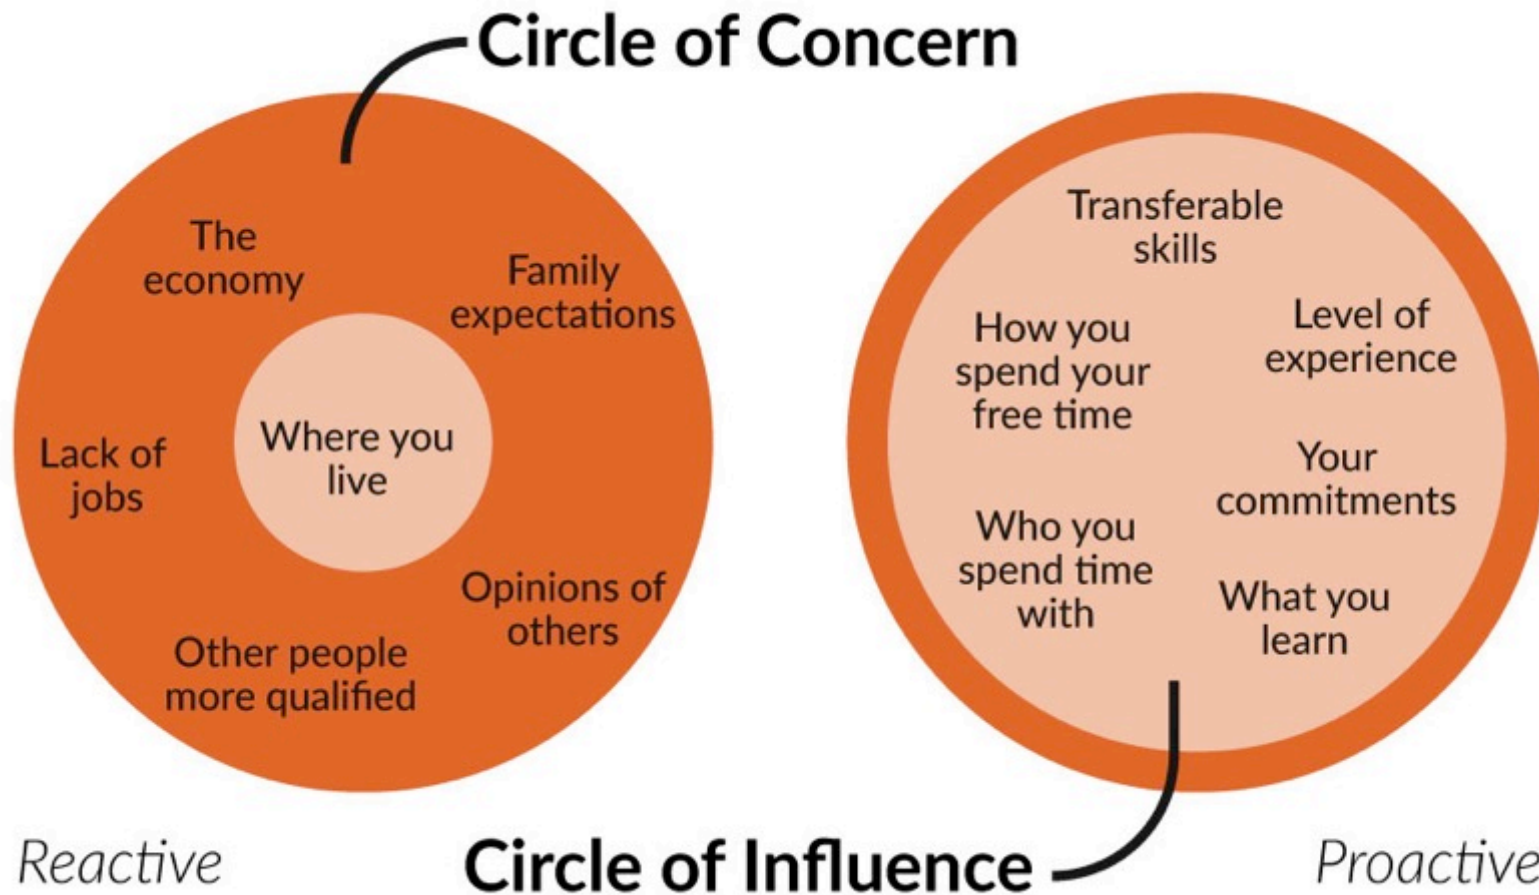 Circle of Concern
The
economy
Family
expectations
Where you
live
Lack of
jobs
Opinions of
others
Other people
more qualified
Transferable
skills
How you
spend your
free time
Level of
experience
Your
commitments
Who you
spend time
with
What you
learn
Reactive
Circle of Influence
Proactive